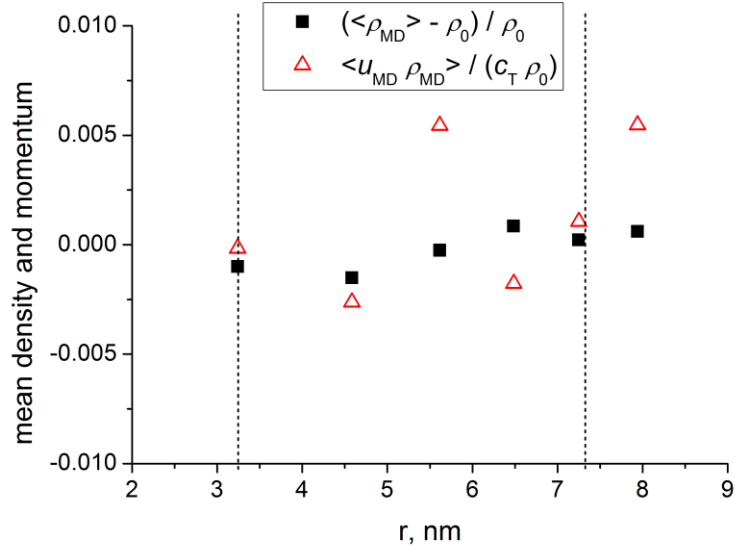 (<ρMD> - ρ0) / ρ0
<uMD ρMD> / (cT ρ0)
mean density and momentum
0.010
0.005
0.000
-0.005
-0.010
2 3 4 5 6 7 8 9
r, nm